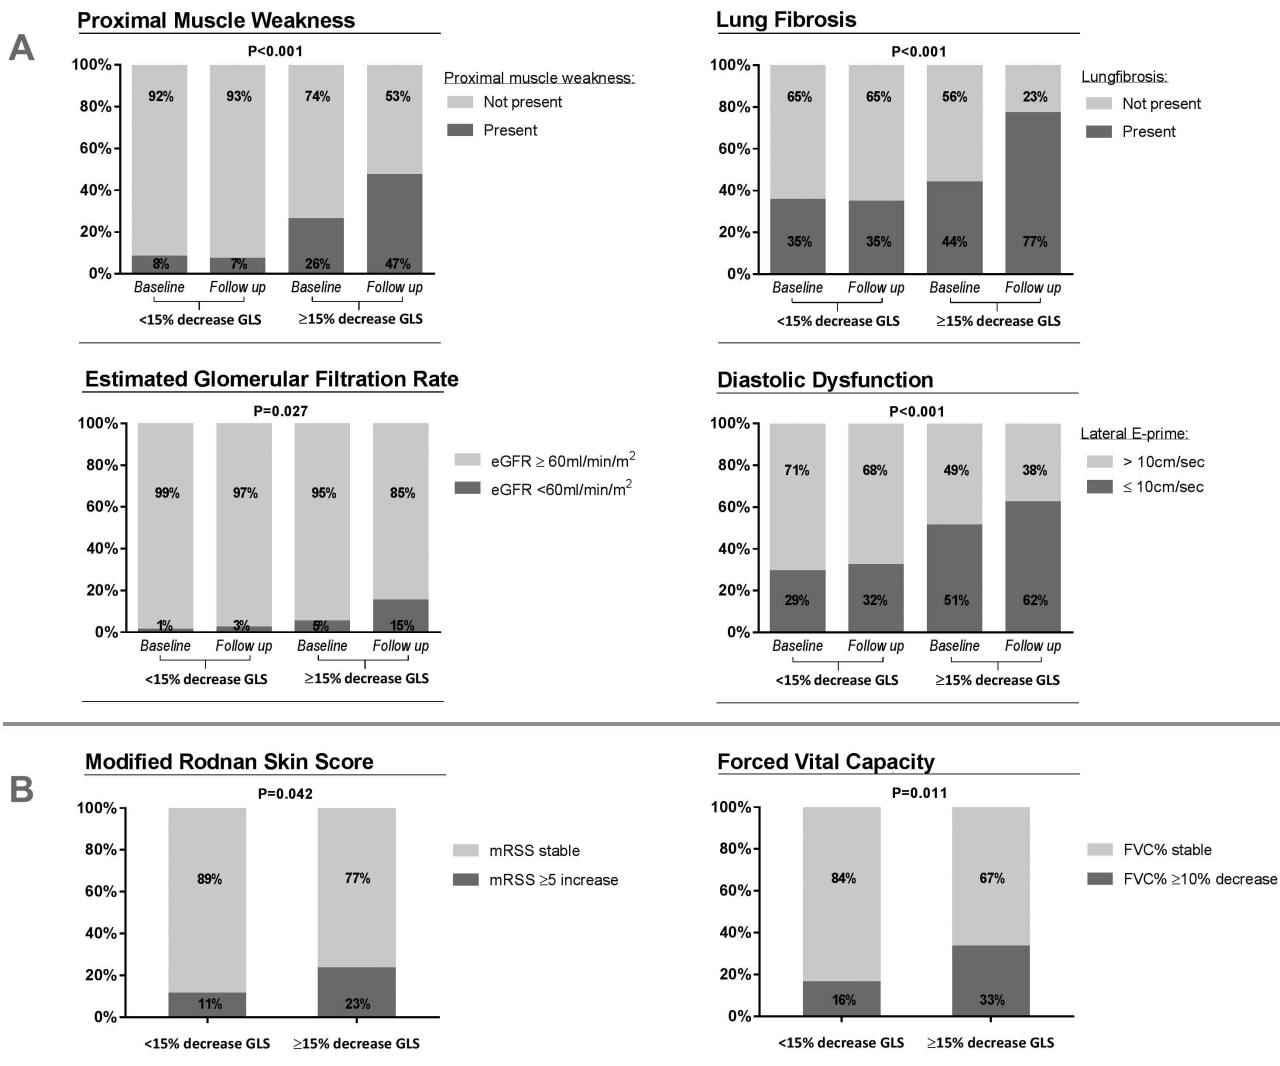 A
Proximal Muscle Weakness
P<0.001
100%
80%
60%
40%
20%
0%
92%
93%
74%
53%
8%
7%
26%
47%
Baseline
Follow up
Baseline
Follow up
<15% decrease GLS
≥15% decrease GLS
Proximal muscle weakness:
Not present
Present
Lung Fibrosis
P<0.001
100%
80%
60%
40%
20%
0%
65%
65%
56%
23%
35%
35%
44%
77%
Baseline
Follow up
Baseline
Follow up
<15% decrease GLS
≥15% decrease GLS
Lungfibrosis:
Not present
Present
Estimated Glomerular Filtration Rate
P=0.027
100%
80%
60%
40%
20%
0%
99%
97%
95%
85%
1%
3%
5%
15%
Baseline
Follow up
Baseline
Follow up
<15% decrease GLS
≥15% decrease GLS
eGFR ≥ 60ml/min/m²
eGFR <60ml/min/m²
Diastolic Dysfunction
P<0.001
100%
80%
60%
40%
20%
0%
71%
68%
49%
38%
29%
32%
51%
62%
Baseline
Follow up
Baseline
Follow up
<15% decrease GLS
≥15% decrease GLS
Lateral E-prime:
> 10cm/sec
≤ 10cm/sec
B
Modified Rodnan Skin Score
P=0.042
100%
80%
60%
40%
20%
0%
89%
77%
11%
23%
<15% decrease GLS
≥15% decrease GLS
mRSS stable
mRSS ≥5 increase
Forced Vital Capacity
P=0.011
100%
80%
60%
40%
20%
0%
84%
67%
16%
33%
<15% decrease GLS
≥15% decrease GLS
FVC% stable
FVC% ≥10% decrease